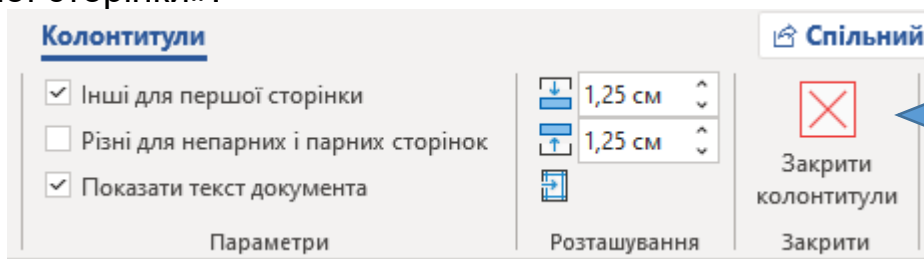 Колонтитули
Спільний
Інші для першої сторінки
1,25 см
Різні для непарних і парних сторінок
1,25 см
Показати текст документа
Закрити
колонтитули
Параметри
Розташування
Закрити